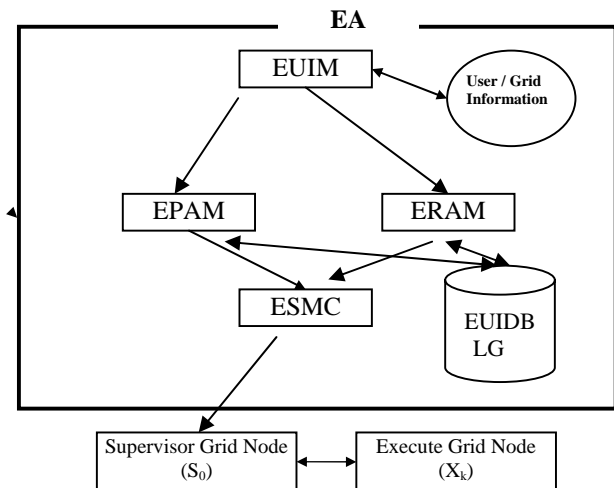 EA
EUIM
User / Grid
Information
EPAM
ERAM
ESMC
EUIDB
LG
Supervisor Grid Node
(S₀)
Execute Grid Node
(Xₖ)